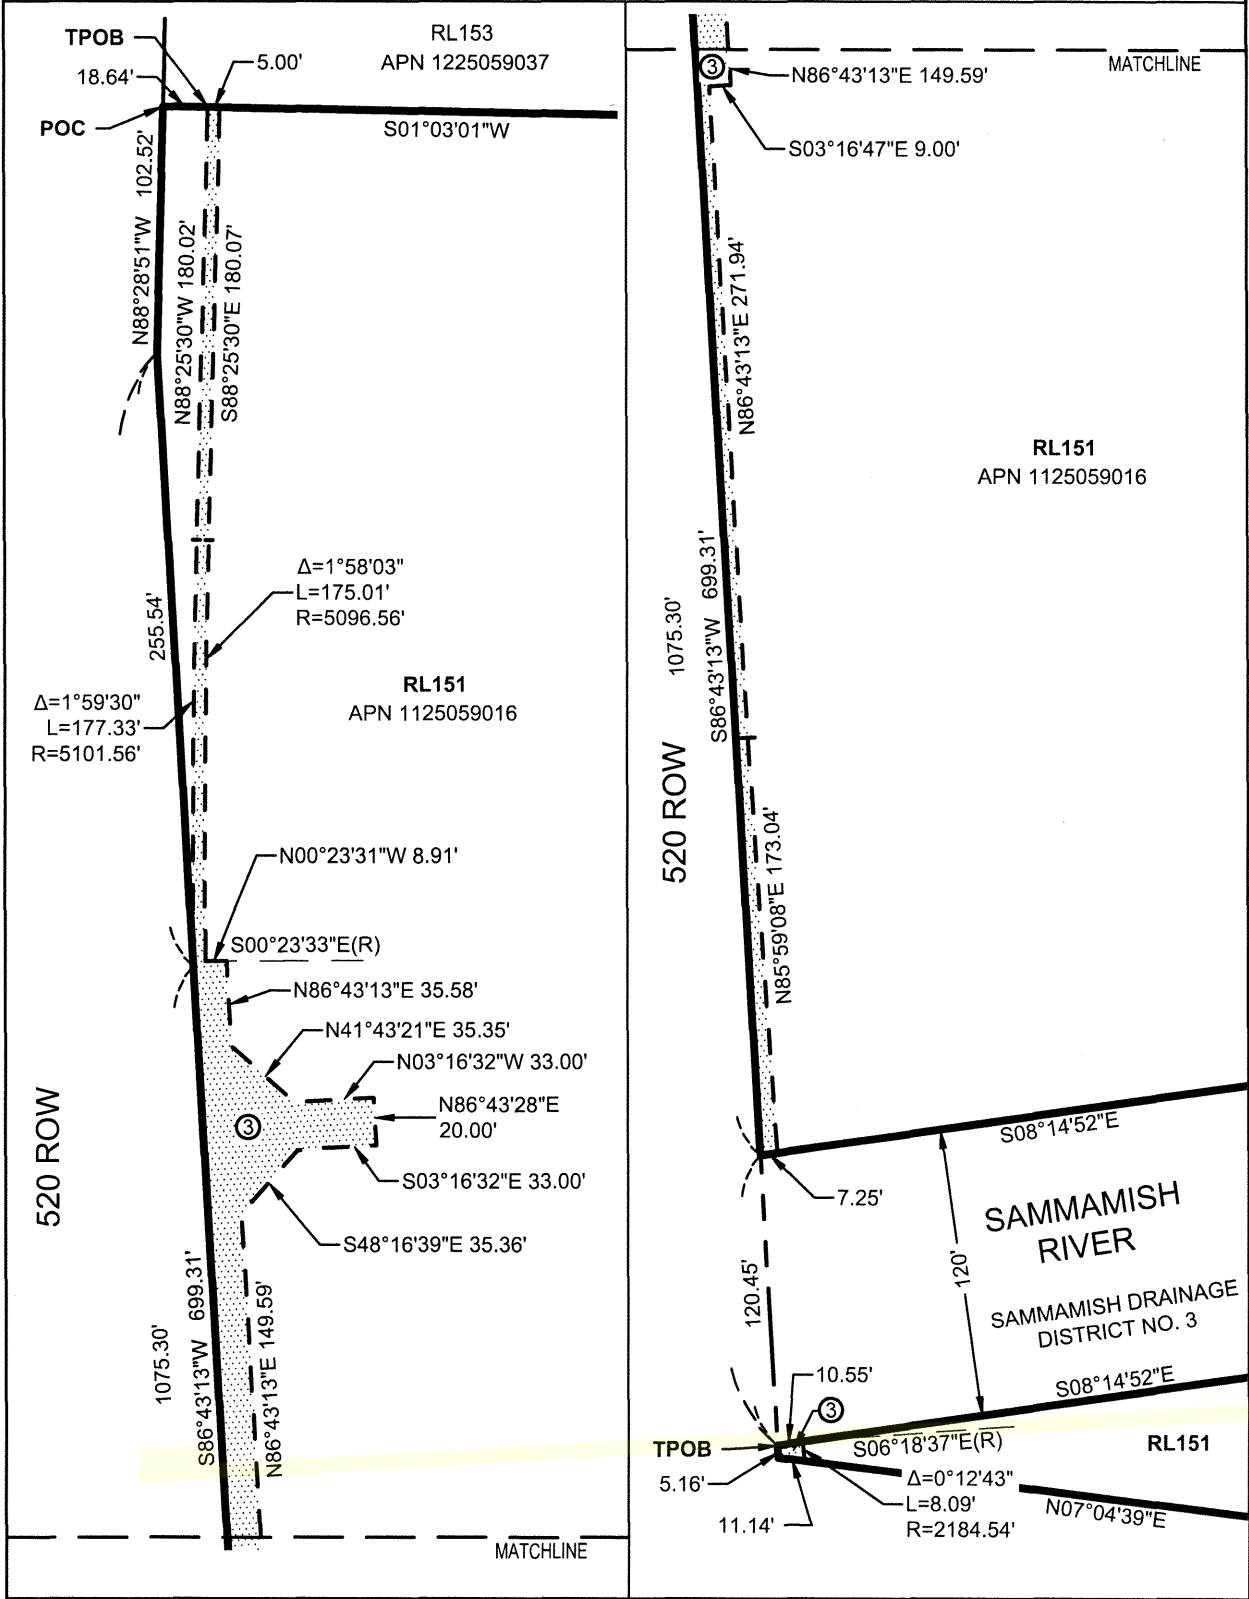 TPOB
18.64'
5.00'
RL153
APN 1225059037
POC
S01°03'01"W
N88°28'51"W 102.52'
N88°25'30"W 180.02'
S88°25'30"E 180.07'
Δ=1°58'03"
L=175.01'
R=5096.56'
255.54'
RL151
APN 1125059016
Δ=1°59'30"
L=177.33'
R=5101.56'
N00°23'31"W 8.91'
S00°23'33"E(R)
N86°43'13"E 35.58'
N41°43'21"E 35.35'
N03°16'32"W 33.00'
N86°43'28"E
20.00'
3
S03°16'32"E 33.00'
S48°16'39"E 35.36'
520 ROW
1075.30'
S86°43'13"W 699.31'
N86°43'13"E 149.59'
MATCHLINE
MATCHLINE
3
N86°43'13"E 149.59'
S03°16'47"E 9.00'
N86°43'13"E 271.94'
RL151
APN 1125059016
1075.30'
S86°43'13"W 699.31'
520 ROW
N85°59'08"E 173.04'
S08°14'52"E
7.25'
SAMMAMISH
RIVER
120'
120.45'
SAMMAMISH DRAINAGE
DISTRICT NO. 3
S08°14'52"E
10.55'
3
TPOB
S06°18'37"E(R)
RL151
5.16'
Δ=0°12'43"
L=8.09'
R=2184.54'
11.14'
N07°04'39"E